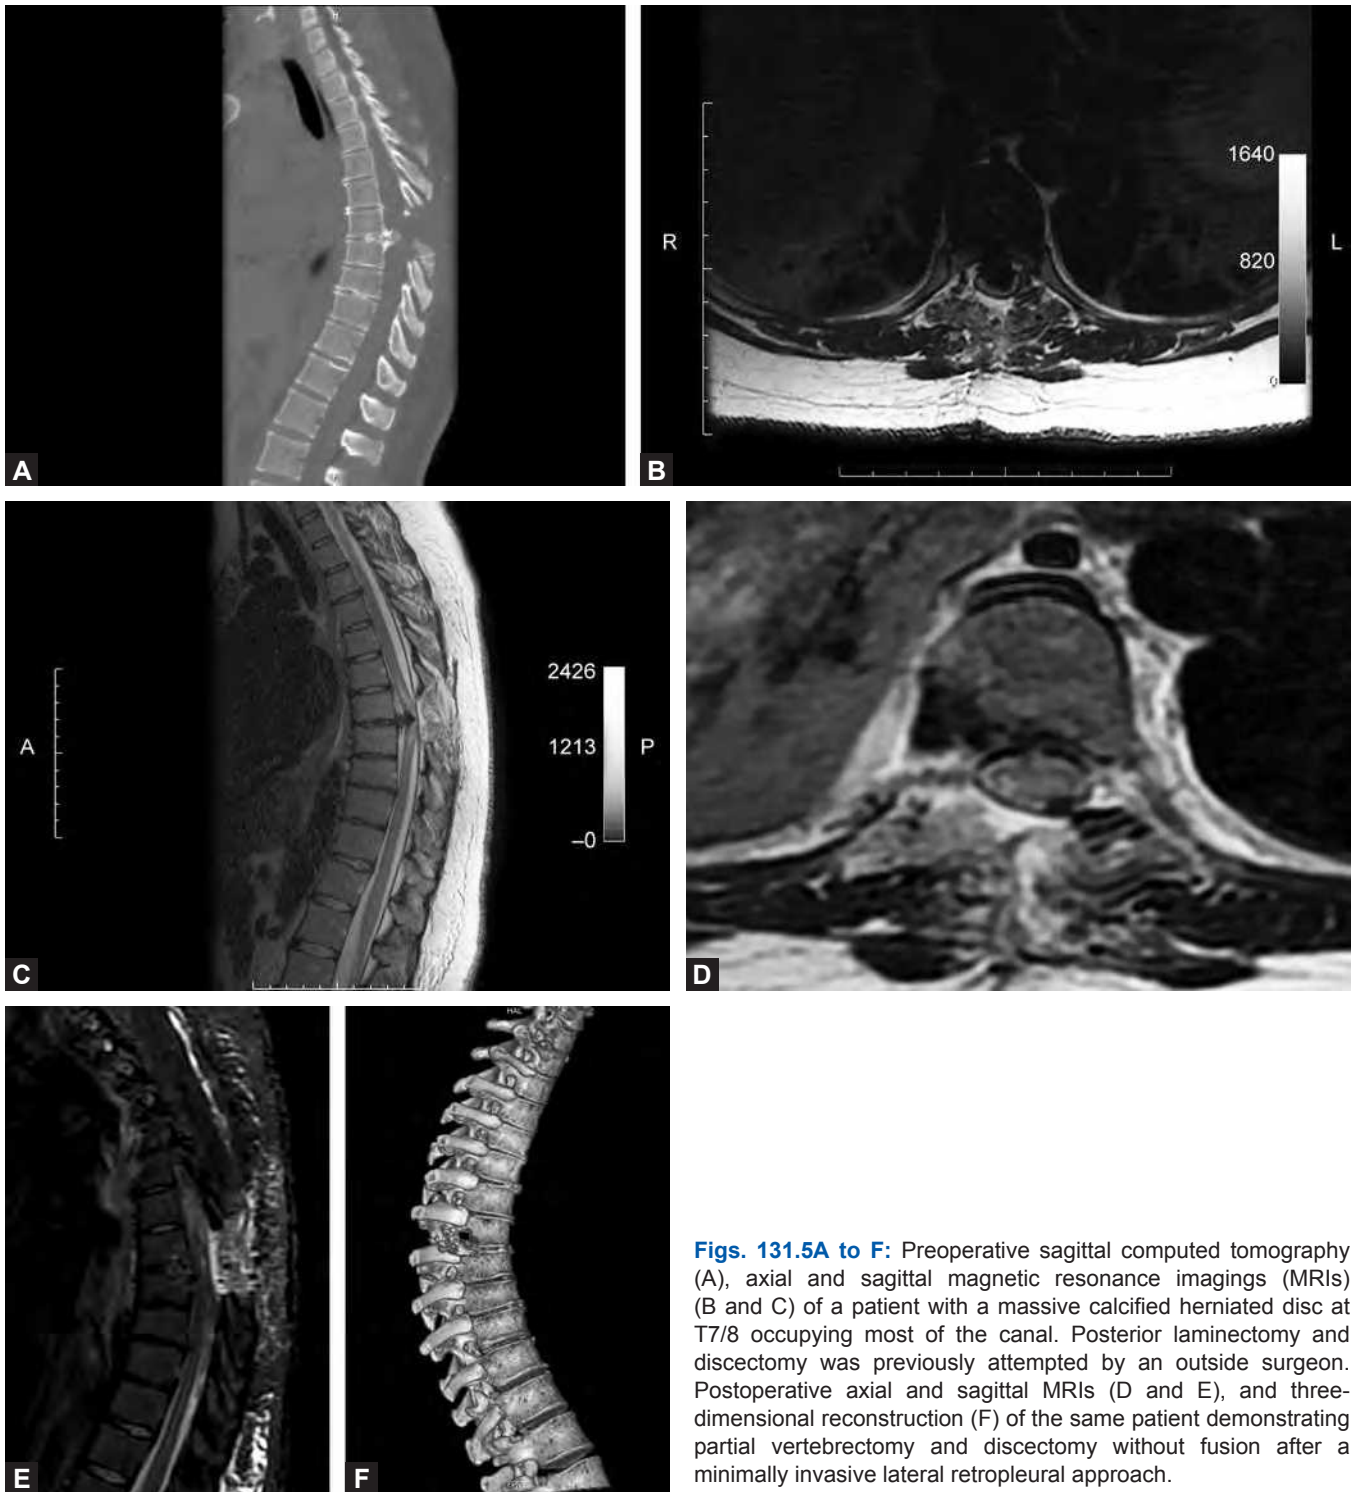 A
R
L
1640
820
0
B
A
P
2426
1213
–0
C
D
E
HAL
F
Figs. 131.5A to F: Preoperative sagittal computed tomography
(A), axial and sagittal magnetic resonance imagings (MRIs)
(B and C) of a patient with a massive calcified herniated disc at
T7/8 occupying most of the canal. Posterior laminectomy and
discectomy was previously attempted by an outside surgeon.
Postoperative axial and sagittal MRIs (D and E), and three-
dimensional reconstruction (F) of the same patient demonstrating
partial vertebrectomy and discectomy without fusion after a
minimally invasive lateral retropleural approach.